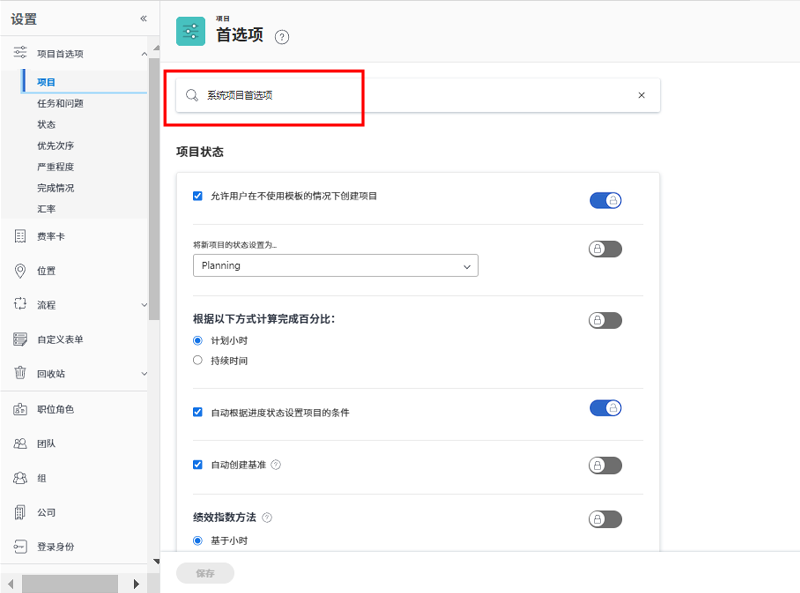 设置
«
项目首选项
项目
任务和问题
状态
优先次序
严重程度
完成情况
汇率
费率卡
位置
流程
自定义表单
回收站
职位角色
团队
组
公司
登录身份
项目
首选项 ?
系统项目首选项
项目状态
允许用户在不使用模板的情况下创建项目
将新项目的状态设置为...
Planning
根据以下方式计算完成百分比：
计划小时
持续时间
自动根据进度状态设置项目的条件
自动创建基准 ?
绩效指数方法 ?
基于小时
保存